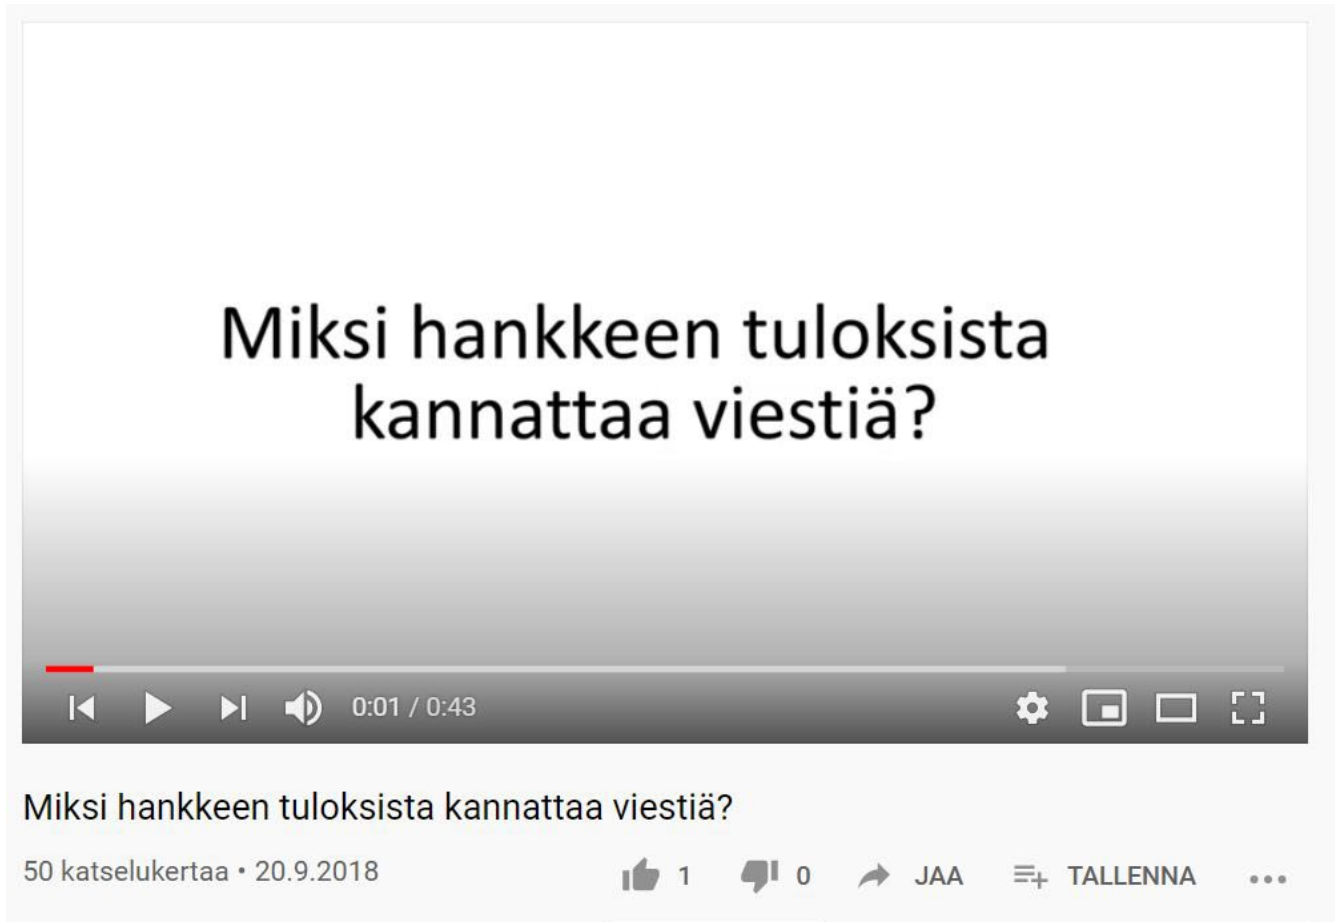 Miksi hankkeen tuloksista
kannattaa viestiä?
0:01 / 0:43
Miksi hankkeen tuloksista kannattaa viestiä?
50 katselukertaa • 20.9.2018 1 0 JAA TALLENNA